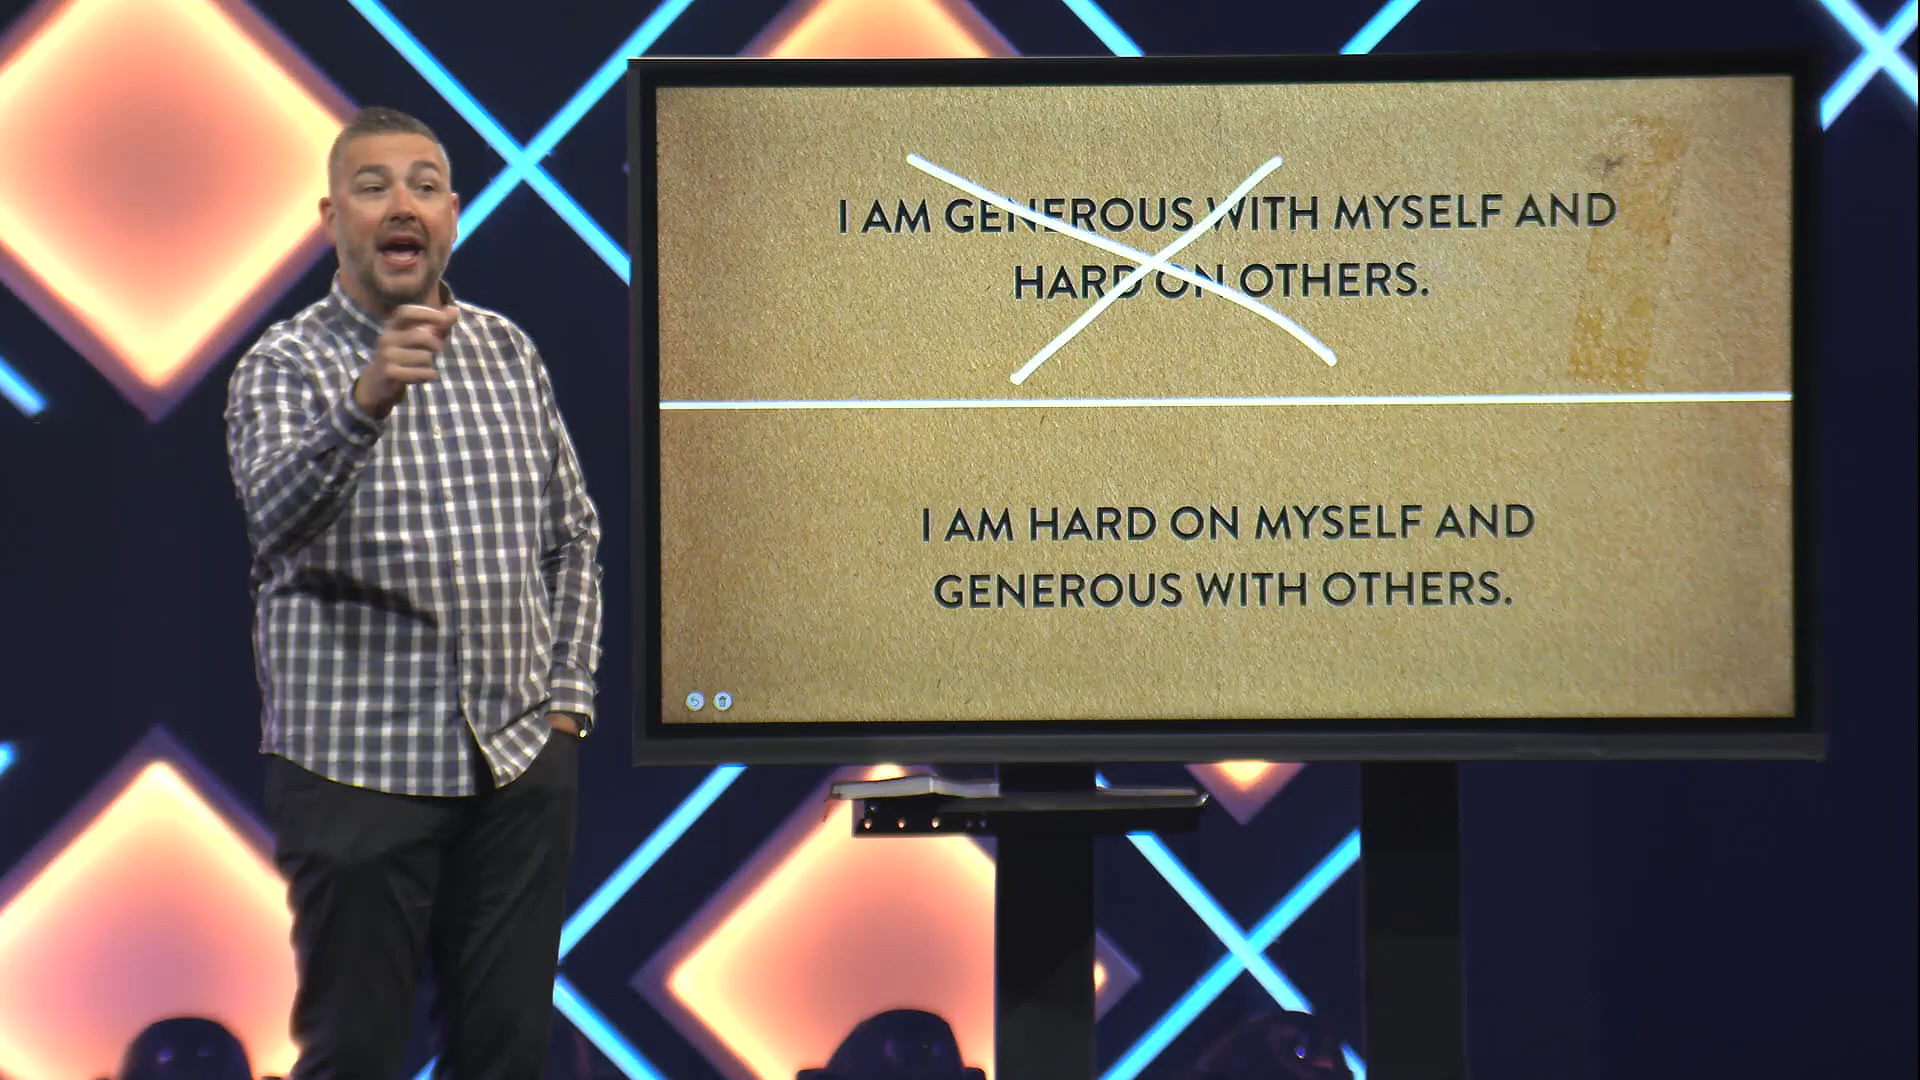 I AM GENEROUS WITH MYSELF AND
HARD ON OTHERS.
I AM HARD ON MYSELF AND
GENEROUS WITH OTHERS.